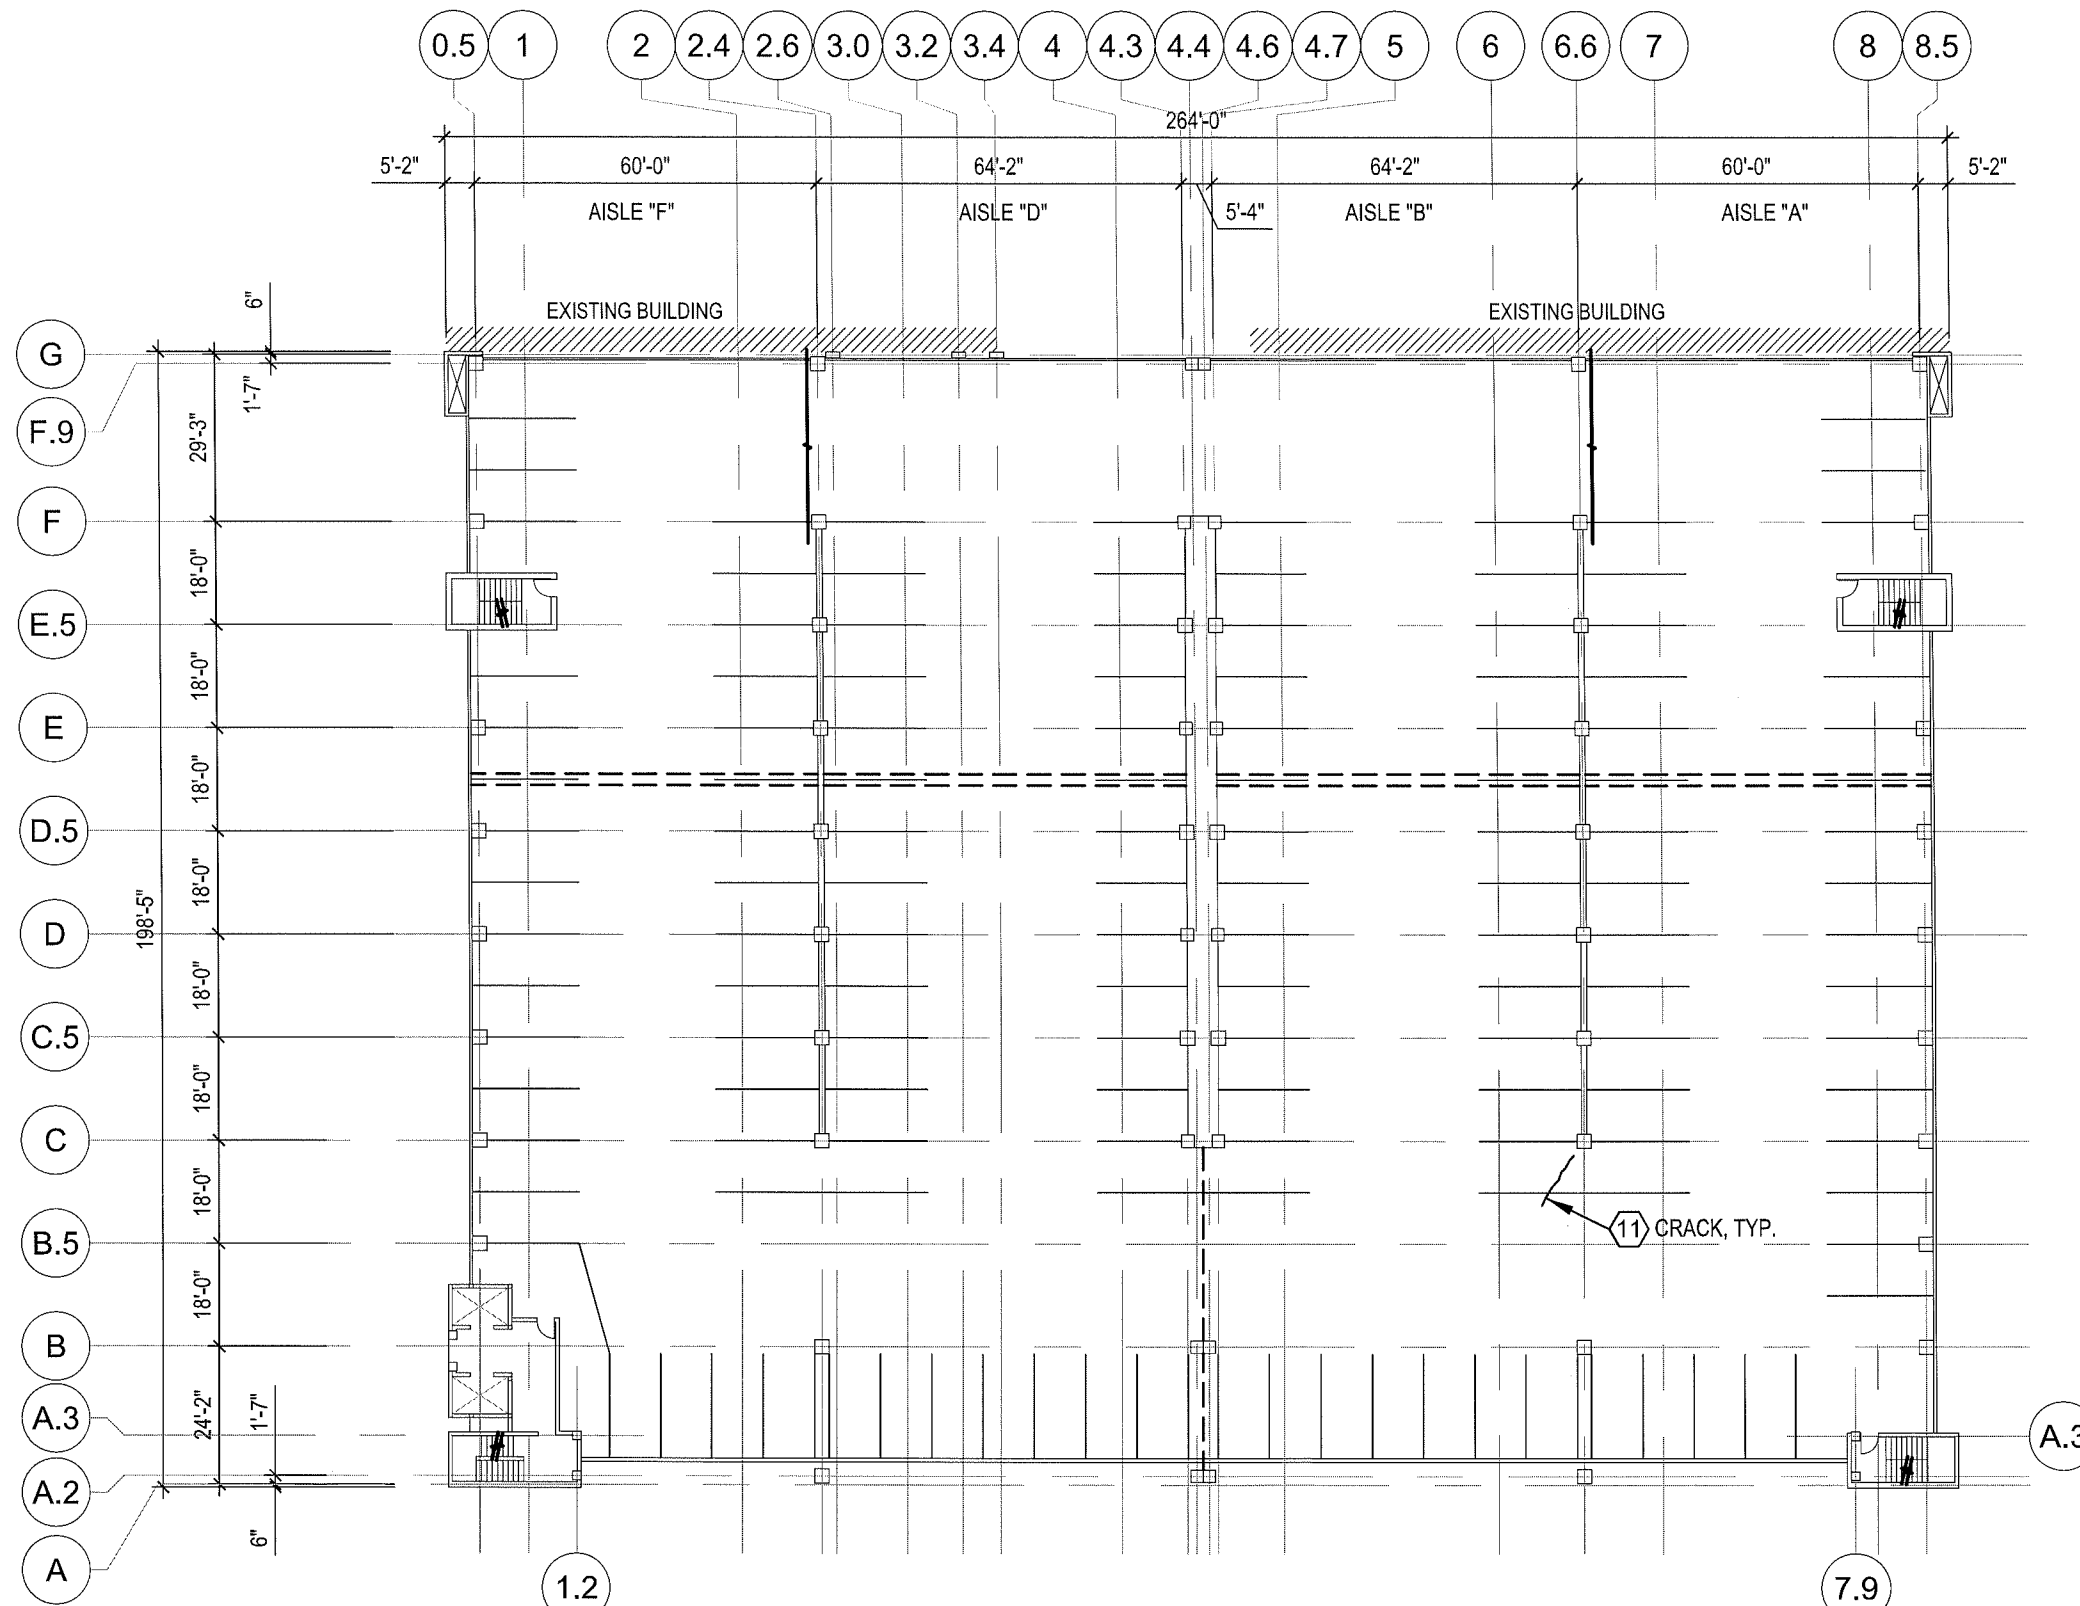 0.5 1 2 2.4 2.6 3.0 3.2 3.4 4 4.3 4.4 4.6 4.7 5 6 6.6 7 8 8.5
264'-0"
5'-2" 60'-0" 64'-2" 64'-2" 60'-0" 5'-2"
AISLE "F" AISLE "D" 5'-4" AISLE "B" AISLE "A"
6"
EXISTING BUILDING EXISTING BUILDING
G
1'-7"
F.9
29'-3"
F
18'-0"
E.5
18'-0"
E
18'-0"
D.5
18'-0"
198'-5"
D
18'-0"
C.5
18'-0"
C
18'-0"
11 CRACK, TYP.
B.5
18'-0"
B
24'-2" 1'-7"
A.3
A.3
A.2
6"
A
1.2 7.9